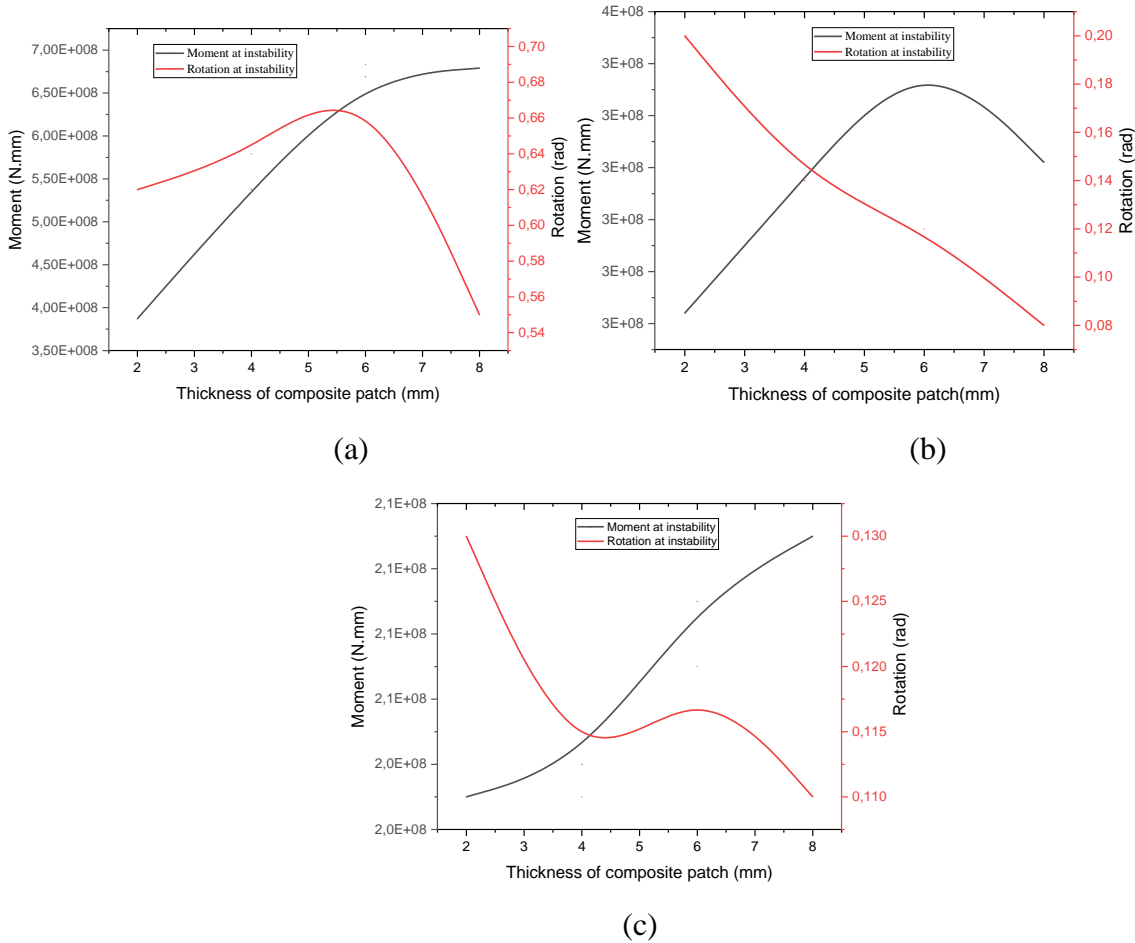 Moment at instability
Rotation at instability
7,00E+008
6,50E+008
6,00E+008
5,50E+008
5,00E+008
4,50E+008
4,00E+008
3,50E+008
Moment (N.mm)
0,70
0,68
0,66
0,64
0,62
0,60
0,58
0,56
0,54
Rotation (rad)
2 3 4 5 6 7 8
Thickness of composite patch (mm)
(a)
Moment at instability
Rotation at instability
4E+08
3E+08
3E+08
3E+08
3E+08
3E+08
3E+08
Moment (N.mm)
0,20
0,18
0,16
0,14
0,12
0,10
0,08
Rotation (rad)
2 3 4 5 6 7 8
Thickness of composite patch(mm)
(b)
Moment at instability
Rotation at instability
2,1E+08
2,1E+08
2,1E+08
2,1E+08
2,0E+08
2,0E+08
Moment (N.mm)
0,130
0,125
0,120
0,115
0,110
Rotation (rad)
2 3 4 5 6 7 8
Thickness of composite patch (mm)
(c)